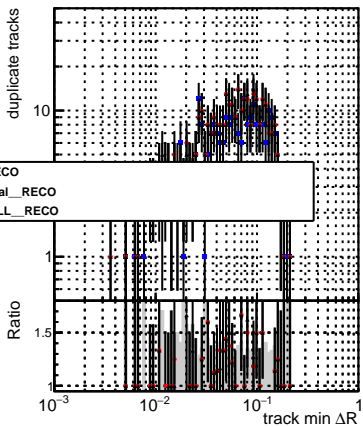 duplicate tracks
10
ECO
al__RECO
LL__RECO
1
Ratio
1.5
1
10−3 10−2 10−1 1
track min ΔR